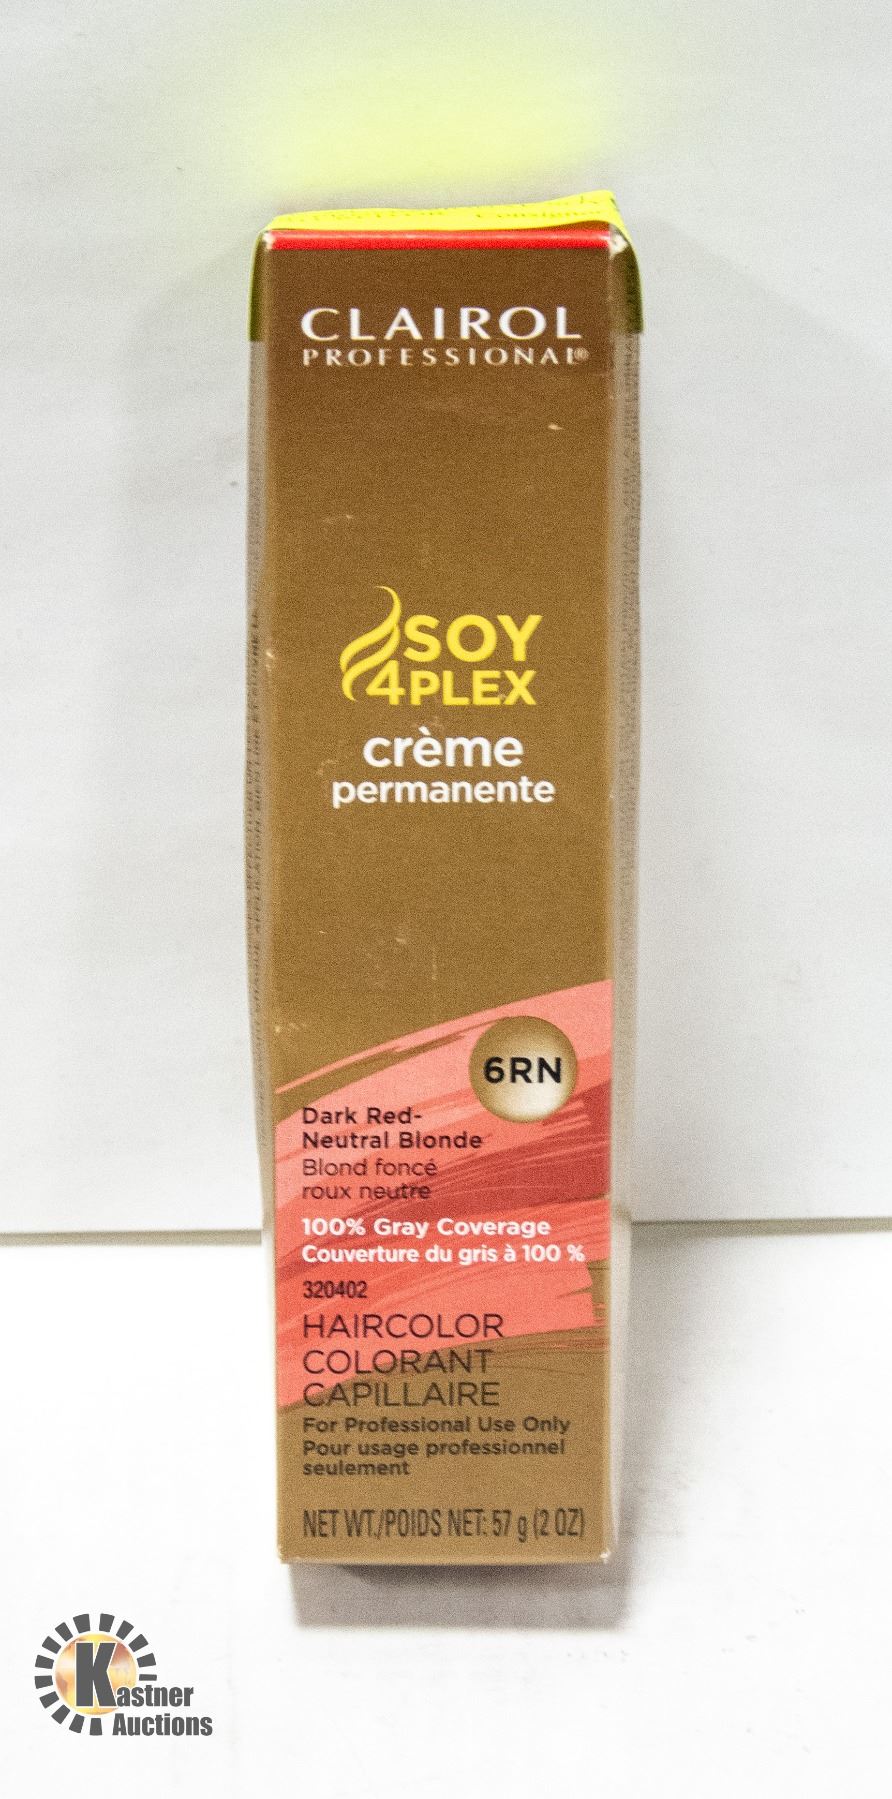 CLAIROL
PROFESSIONAL®
SOY
4PLEX
crème
permanente
6RN
Dark Red-
Neutral Blonde
Blond foncé
roux neutre
100% Gray Coverage
Couverture du gris à 100 %
320402
HAIRCOLOR
COLORANT
CAPILLAIRE
For Professional Use Only
Pour usage professionnel
seulement
NET WT./POIDS NET: 57 g (2 OZ)
Kastner
Auctions